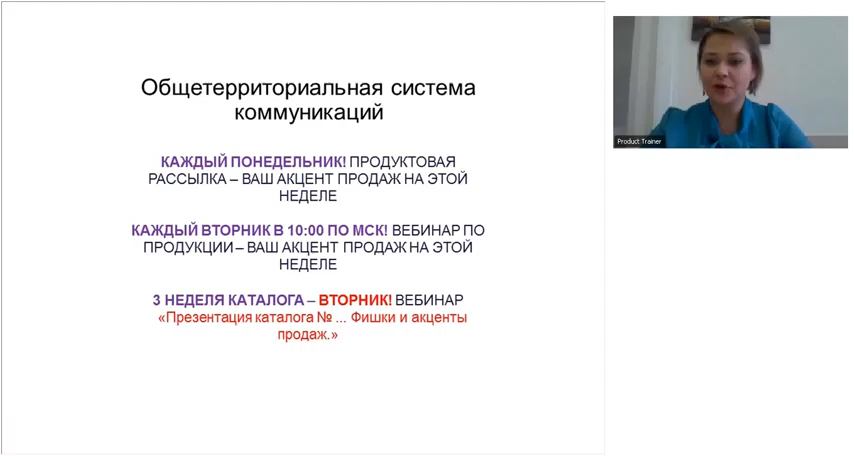 Общетерриториальная система
коммуникаций
КАЖДЫЙ ПОНЕДЕЛЬНИК! ПРОДУКТОВАЯ
РАССЫЛКА – ВАШ АКЦЕНТ ПРОДАЖ НА ЭТОЙ
НЕДЕЛЕ
КАЖДЫЙ ВТОРНИК В 10:00 ПО МСК! ВЕБИНАР ПО
ПРОДУКЦИИ – ВАШ АКЦЕНТ ПРОДАЖ НА ЭТОЙ
НЕДЕЛЕ
3 НЕДЕЛЯ КАТАЛОГА – ВТОРНИК! ВЕБИНАР
«Презентация каталога № ... Фишки и акценты
продаж.»
Product Trainer